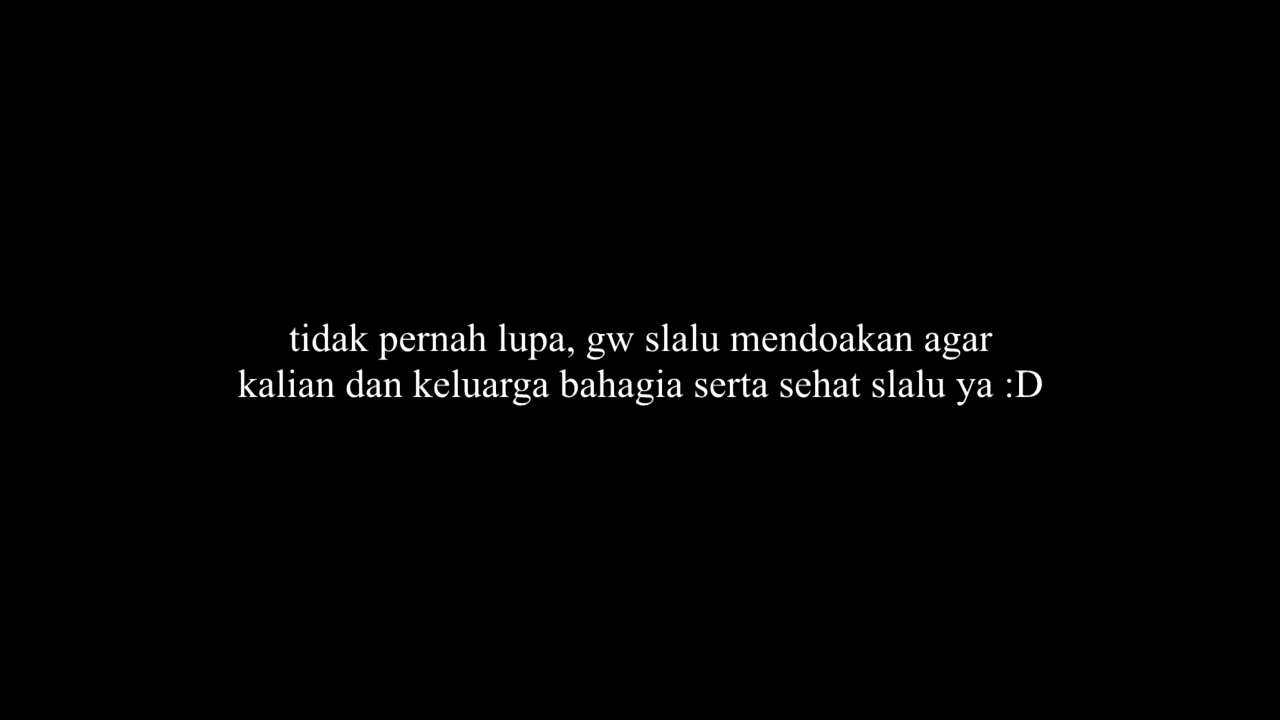 tidak pernah lupa, gw slalu mendoakan agar
kalian dan keluarga bahagia serta sehat slalu ya :D